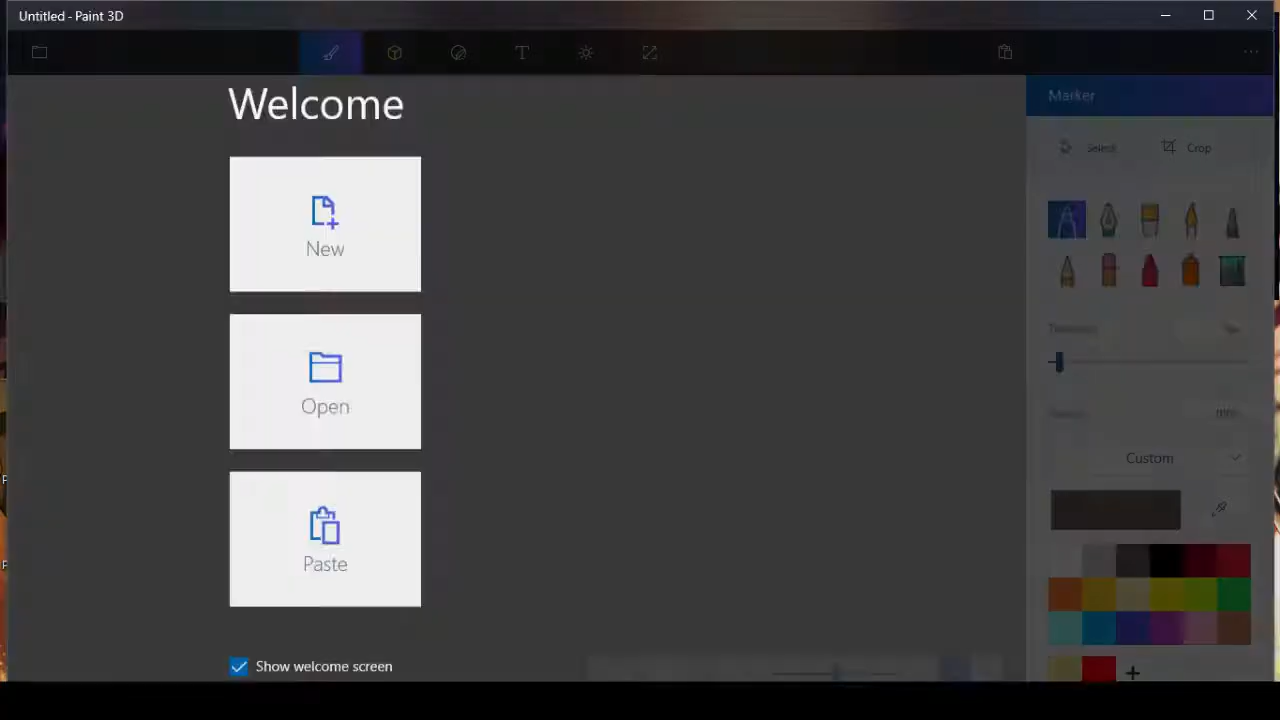 Untitled - Paint 3D
Welcome
Marker
Select
Crop
New
Open
Custom
Paste
Show welcome screen